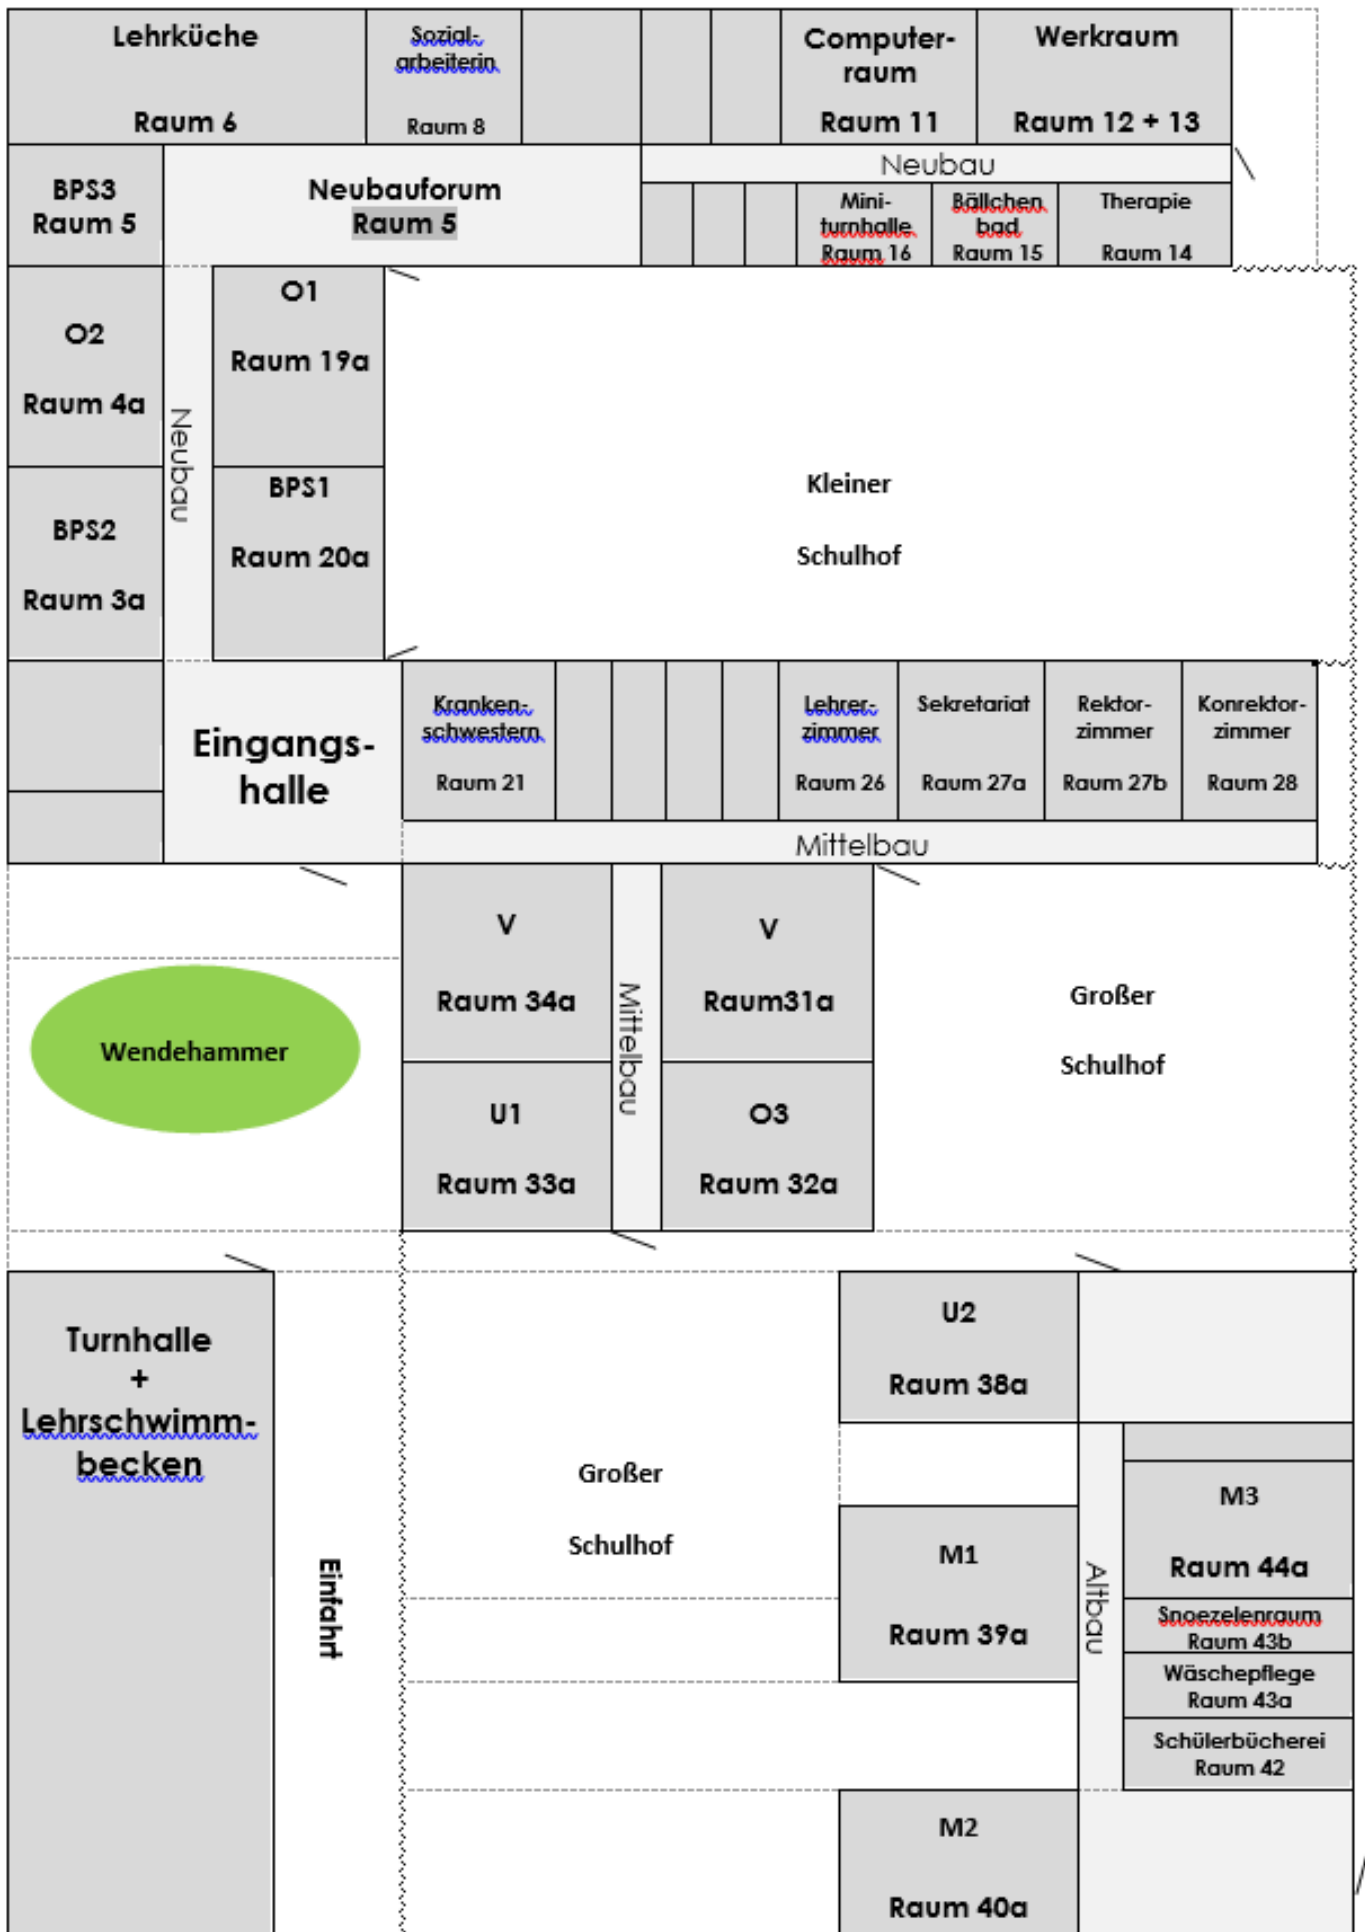 Lehrküche
Raum 6
Sozial-
arbeiterin
Raum 8
Computer-
raum
Raum 11
Werkraum
Raum 12 + 13
BPS3
Raum 5
Neubauforum
Raum 5
Neubau
Mini-
turnhalle
Raum 16
Bällchen
bad
Raum 15
Therapie
Raum 14
O2
Raum 4a
Neubau
O1
Raum 19a
BPS2
Raum 3a
BPS1
Raum 20a
Kleiner
Schulhof
Eingangs-
halle
Kranken-
schwestern
Raum 21
Lehrer-
zimmer
Raum 26
Sekretariat
Raum 27a
Rektor-
zimmer
Raum 27b
Konrektor-
zimmer
Raum 28
Mittelbau
Wendehammer
V
Raum 34a
Mittelbau
V
Raum31a
Großer
Schulhof
U1
Raum 33a
O3
Raum 32a
Turnhalle
+
Lehrschwimm-
becken
Einfahrt
Großer
Schulhof
U2
Raum 38a
M1
Raum 39a
Altbau
M3
Raum 44a
Snoezelenraum
Raum 43b
Wäschepflege
Raum 43a
Schülerbücherei
Raum 42
M2
Raum 40a